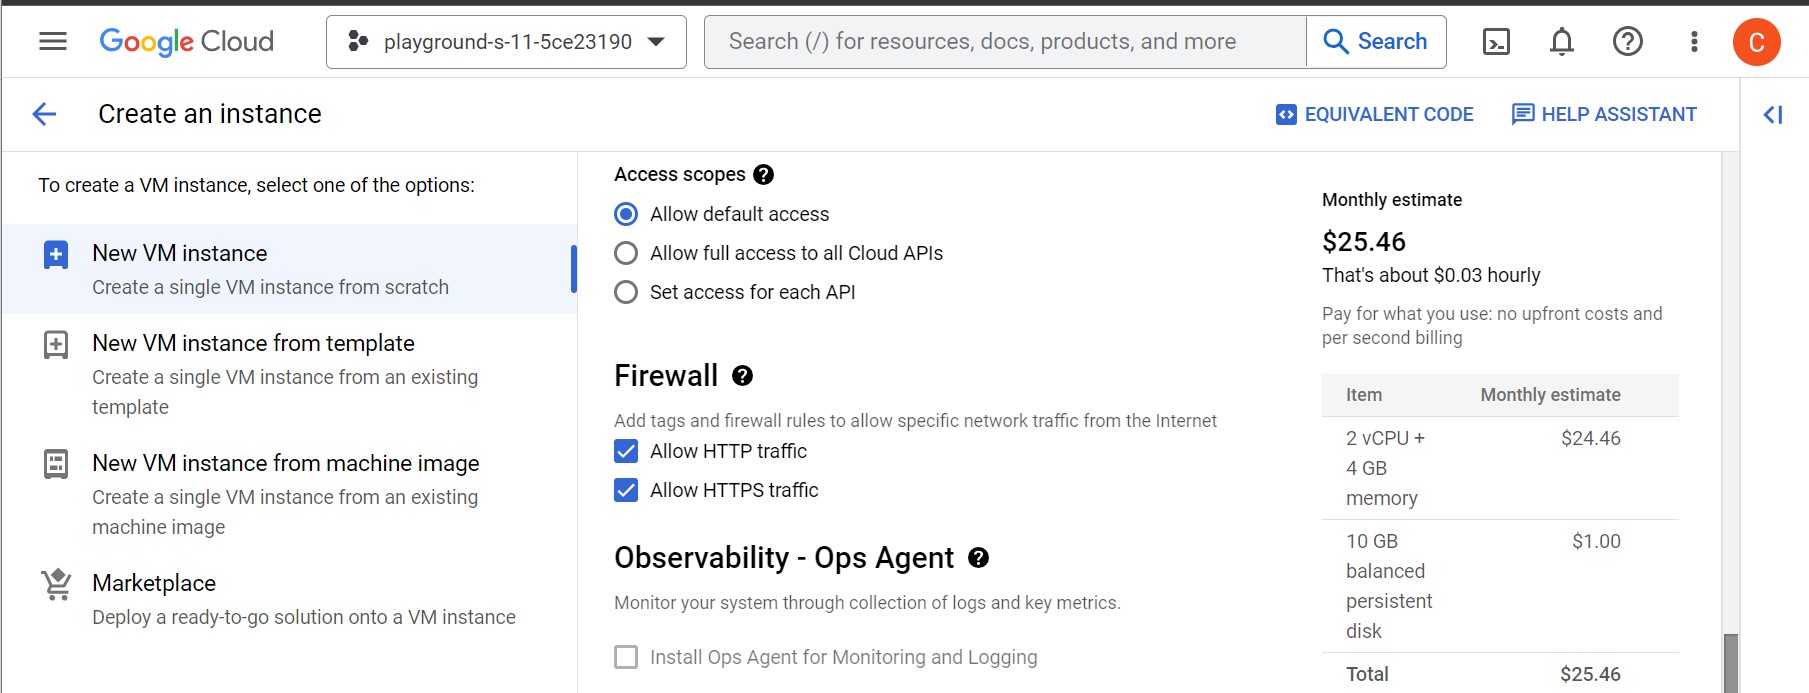 Google Cloud
playground-s-11-5ce23190
Search (/) for resources, docs, products, and more
Search
C
Create an instance
EQUIVALENT CODE
HELP ASSISTANT
To create a VM instance, select one of the options:
New VM instance
Create a single VM instance from scratch
New VM instance from template
Create a single VM instance from an existing
template
New VM instance from machine image
Create a single VM instance from an existing
machine image
Marketplace
Deploy a ready-to-go solution onto a VM instance
Access scopes
Allow default access
Allow full access to all Cloud APIs
Set access for each API
Firewall
Add tags and firewall rules to allow specific network traffic from the Internet
Allow HTTP traffic
Allow HTTPS traffic
Observability - Ops Agent
Monitor your system through collection of logs and key metrics.
Install Ops Agent for Monitoring and Logging
Monthly estimate
$25.46
That's about $0.03 hourly
Pay for what you use: no upfront costs and
per second billing
Item Monthly estimate
2 vCPU + $24.46
4 GB
memory
10 GB $1.00
balanced
persistent
disk
Total $25.46